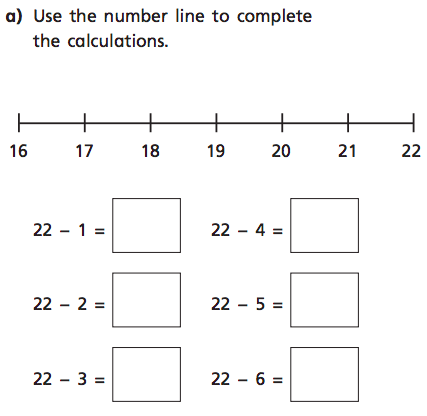 a) Use the number line to complete
the calculations.
16 17 18 19 20 21 22
22 – 1 = 22 – 4 =
22 – 2 = 22 – 5 =
22 – 3 = 22 – 6 =